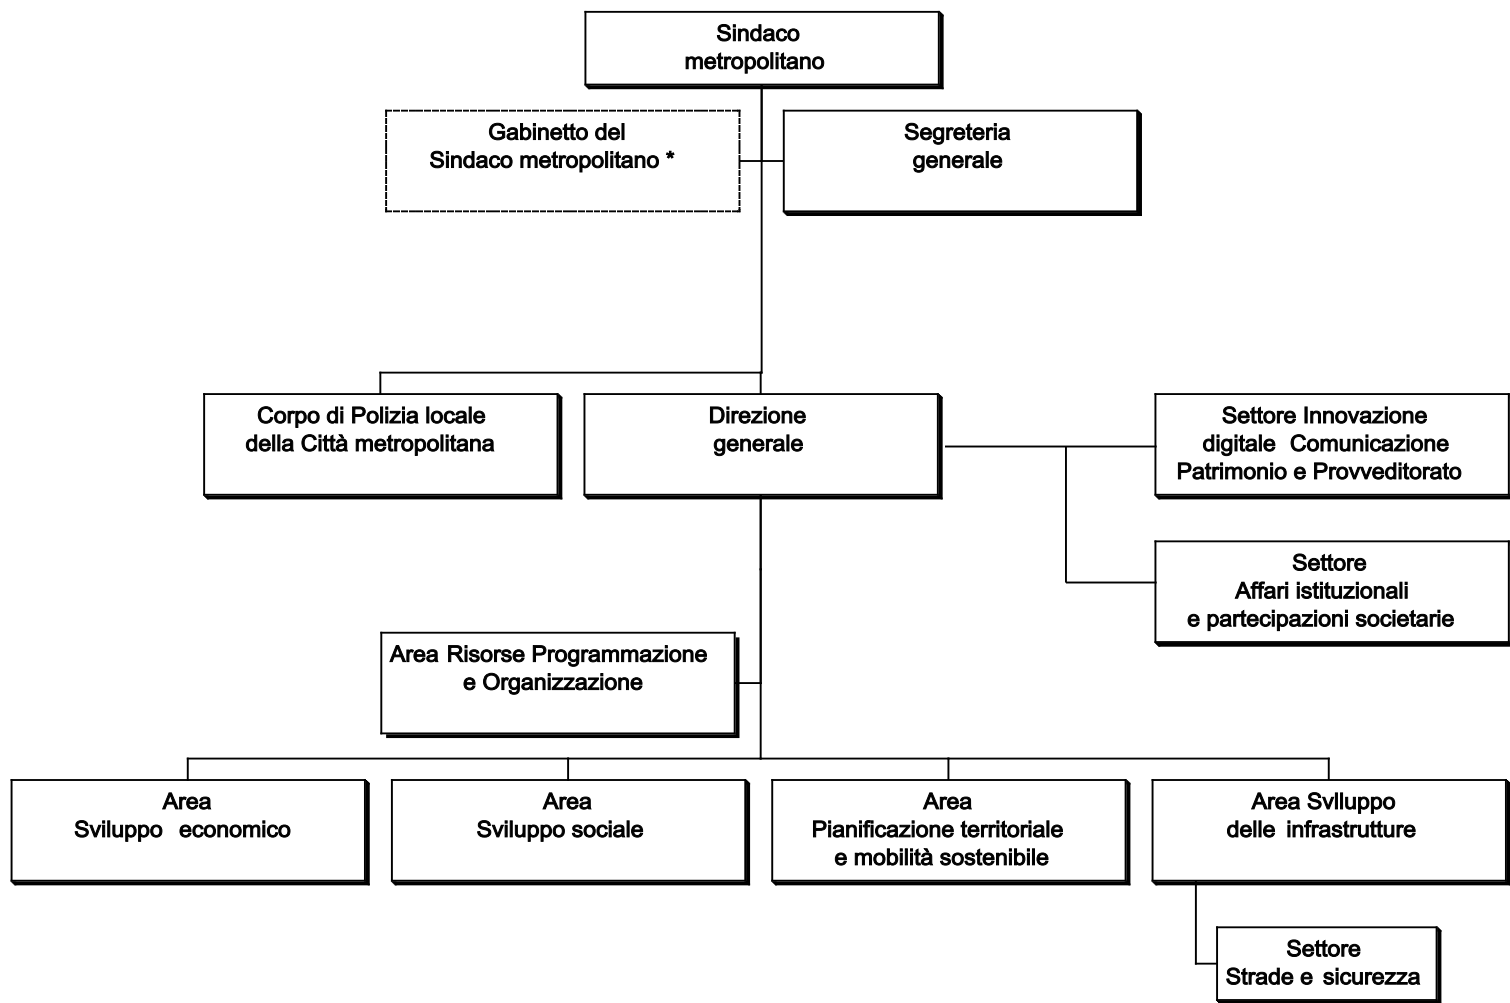 Sindaco
metropolitano
Gabinetto del
Sindaco metropolitano *
Segreteria
generale
Corpo di Polizia locale
della Città metropolitana
Direzione
generale
Settore Innovazione
digitale Comunicazione
Patrimonio e Provveditorato
Settore
Affari istituzionali
e partecipazioni societarie
Area Risorse Programmazione
e Organizzazione
Area
Sviluppo economico
Area
Sviluppo sociale
Area
Pianificazione territoriale
e mobilità sostenibile
Area Svlluppo
delle infrastrutture
Settore
Strade e sicurezza